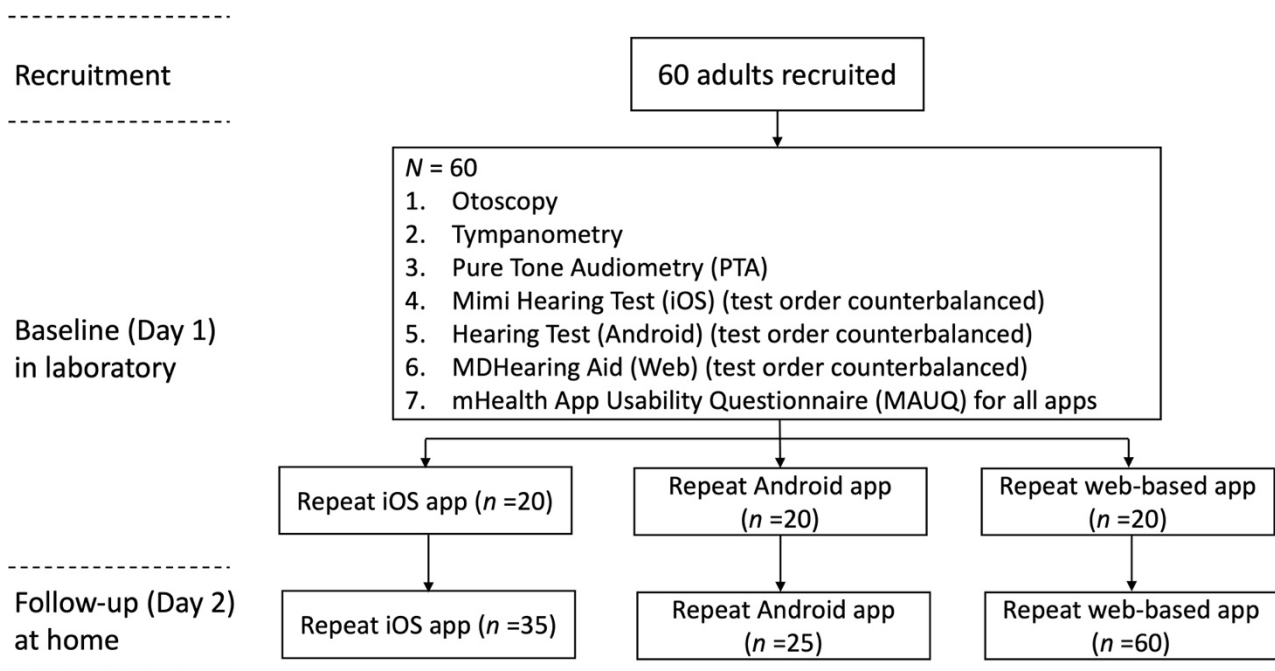 Recruitment
60 adults recruited
Baseline (Day 1)
in laboratory
N = 60
1. Otoscopy
2. Tympanometry
3. Pure Tone Audiometry (PTA)
4. Mimi Hearing Test (iOS) (test order counterbalanced)
5. Hearing Test (Android) (test order counterbalanced)
6. MDHearing Aid (Web) (test order counterbalanced)
7. mHealth App Usability Questionnaire (MAUQ) for all apps
Repeat iOS app (n =20)
Repeat Android app
(n =20)
Repeat web-based app
(n =20)
Follow-up (Day 2)
at home
Repeat iOS app (n =35)
Repeat Android app
(n =25)
Repeat web-based app
(n =60)